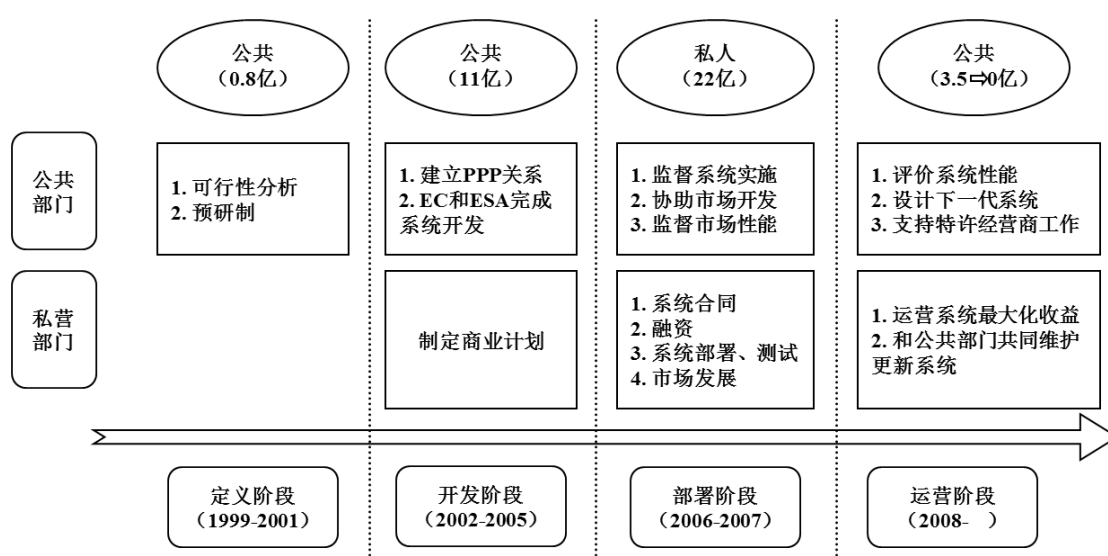 公共
（0.8亿）
公共
（11亿）
私人
（22亿）
公共
（3.5⇨0亿）
公共
部门
1. 可行性分析
2. 预研制
1. 建立PPP关系
2. EC和ESA完成
系统开发
1. 监督系统实施
2. 协助市场开发
3. 监督市场性能
1. 评价系统性能
2. 设计下一代系统
3. 支持特许经营商工作
私营
部门
制定商业计划
1. 系统合同
2. 融资
3. 系统部署、测试
4. 市场发展
1. 运营系统最大化收益
2. 和公共部门共同维护
更新系统
定义阶段
（1999-2001）
开发阶段
（2002-2005）
部署阶段
（2006-2007）
运营阶段
（2008-　）